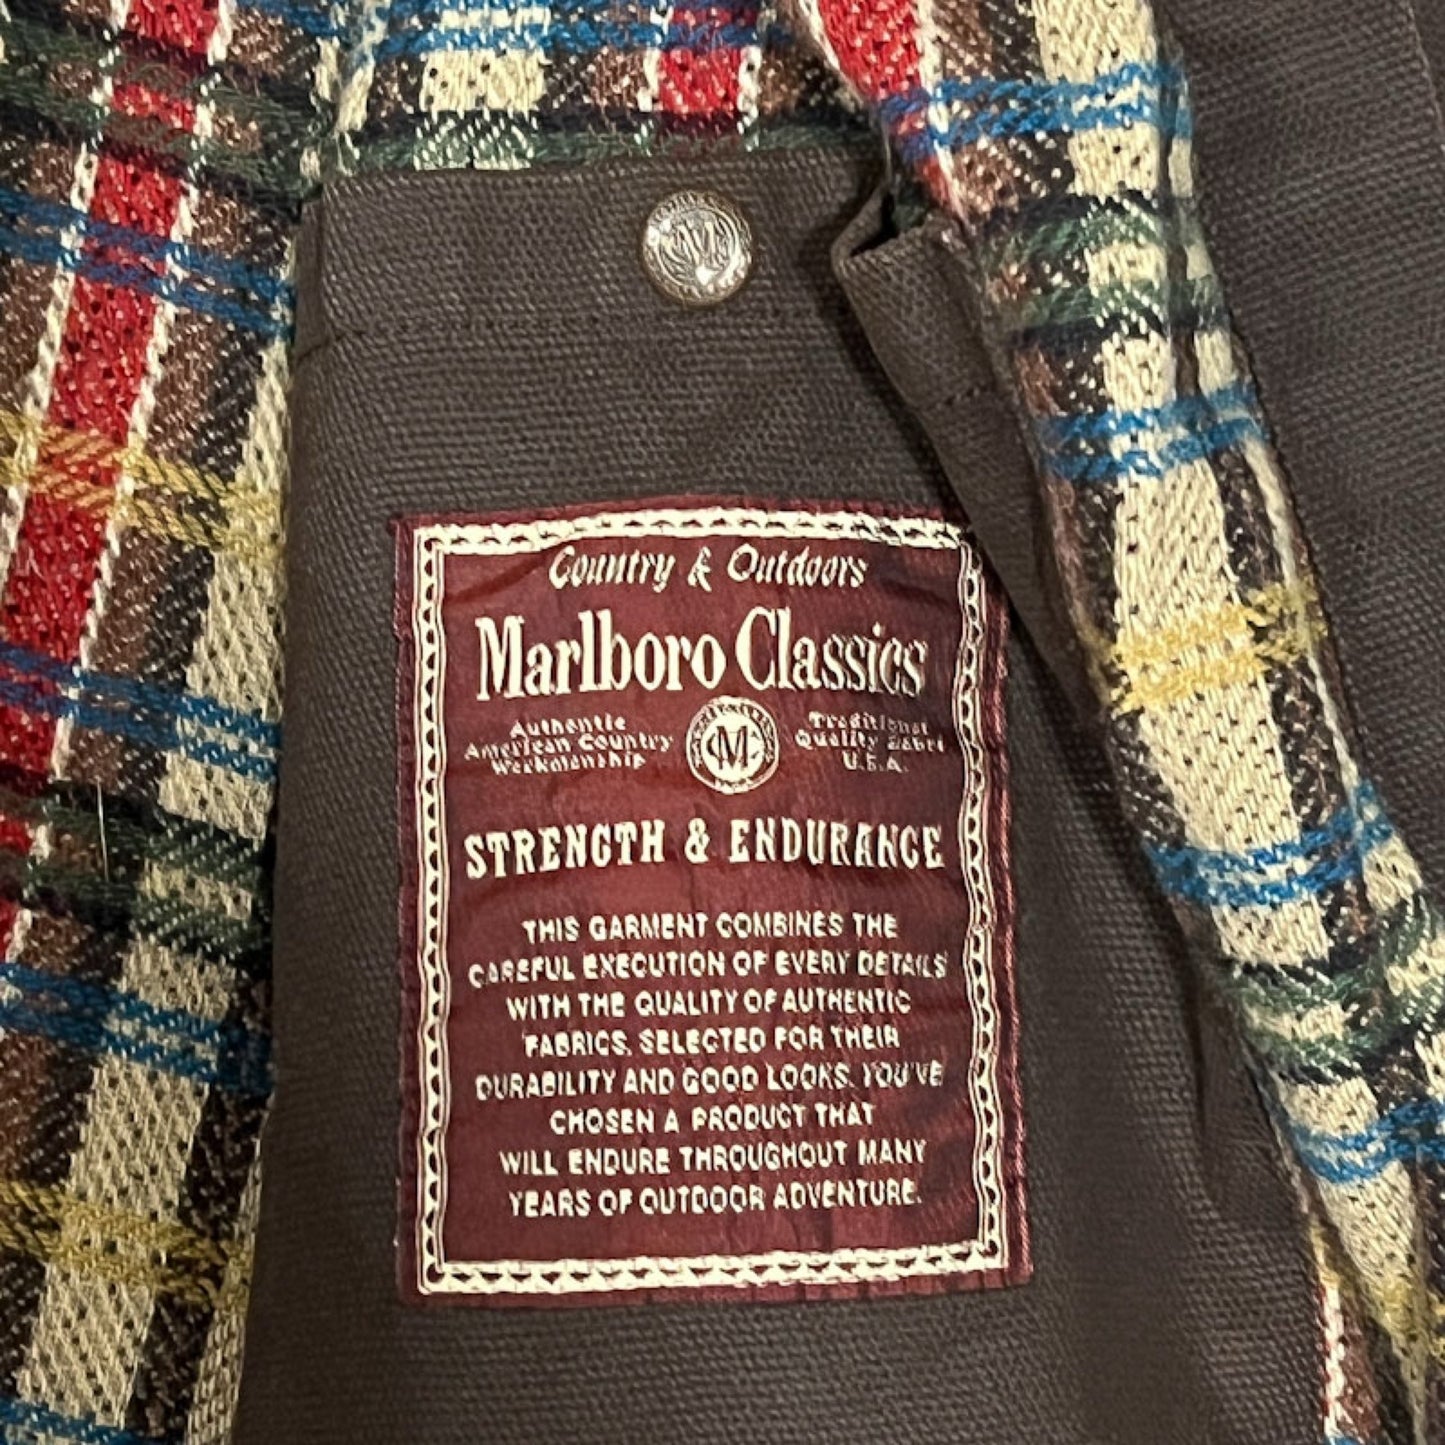 Country & Outdoors
Marlboro Classics
Authentic
American Country
Workmanship
M
Traditional
Quality Label
U.S.A.
STRENGTH & ENDURANCE
THIS GARMENT COMBINES THE
CAREFUL EXECUTION OF EVERY DETAILS
WITH THE QUALITY OF AUTHENTIC
FABRICS, SELECTED FOR THEIR
DURABILITY AND GOOD LOOKS. YOU'VE
CHOSEN A PRODUCT THAT
WILL ENDURE THROUGHOUT MANY
YEARS OF OUTDOOR ADVENTURE.